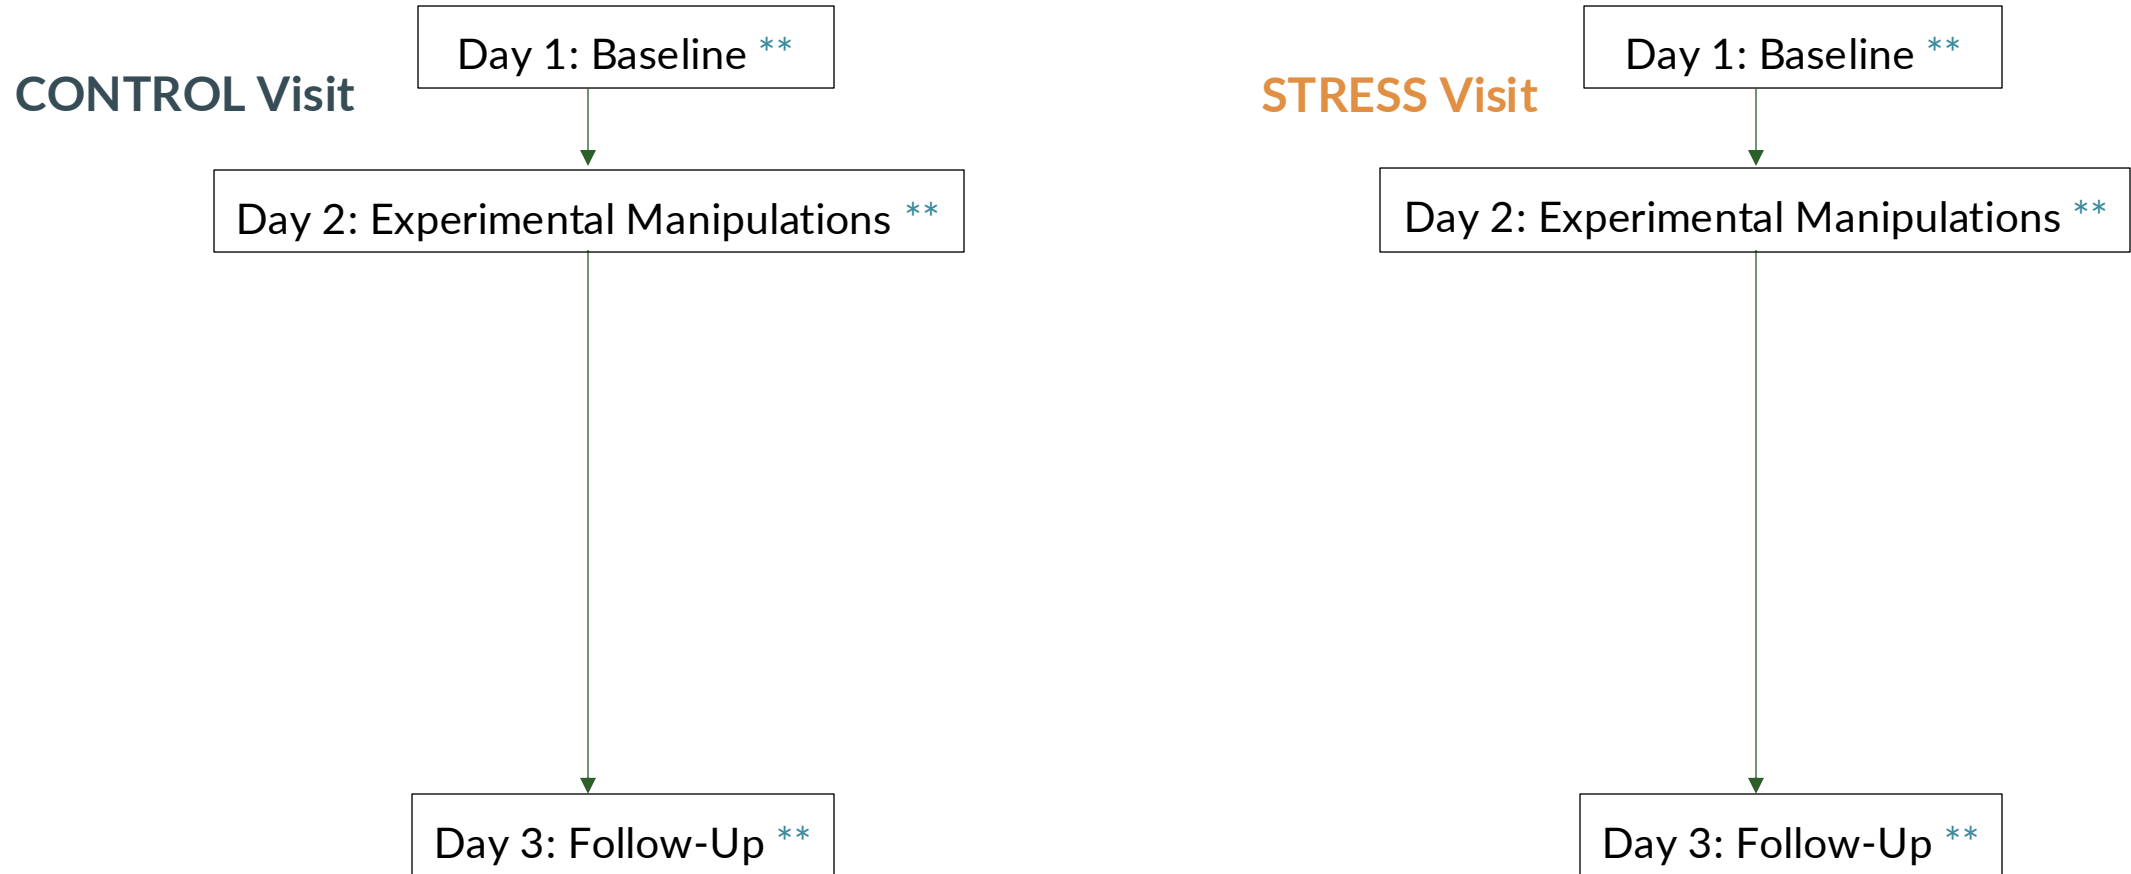 CONTROL Visit
Day 1: Baseline **
Day 2: Experimental Manipulations **
Day 3: Follow-Up **
STRESS Visit
Day 1: Baseline **
Day 2: Experimental Manipulations **
Day 3: Follow-Up **